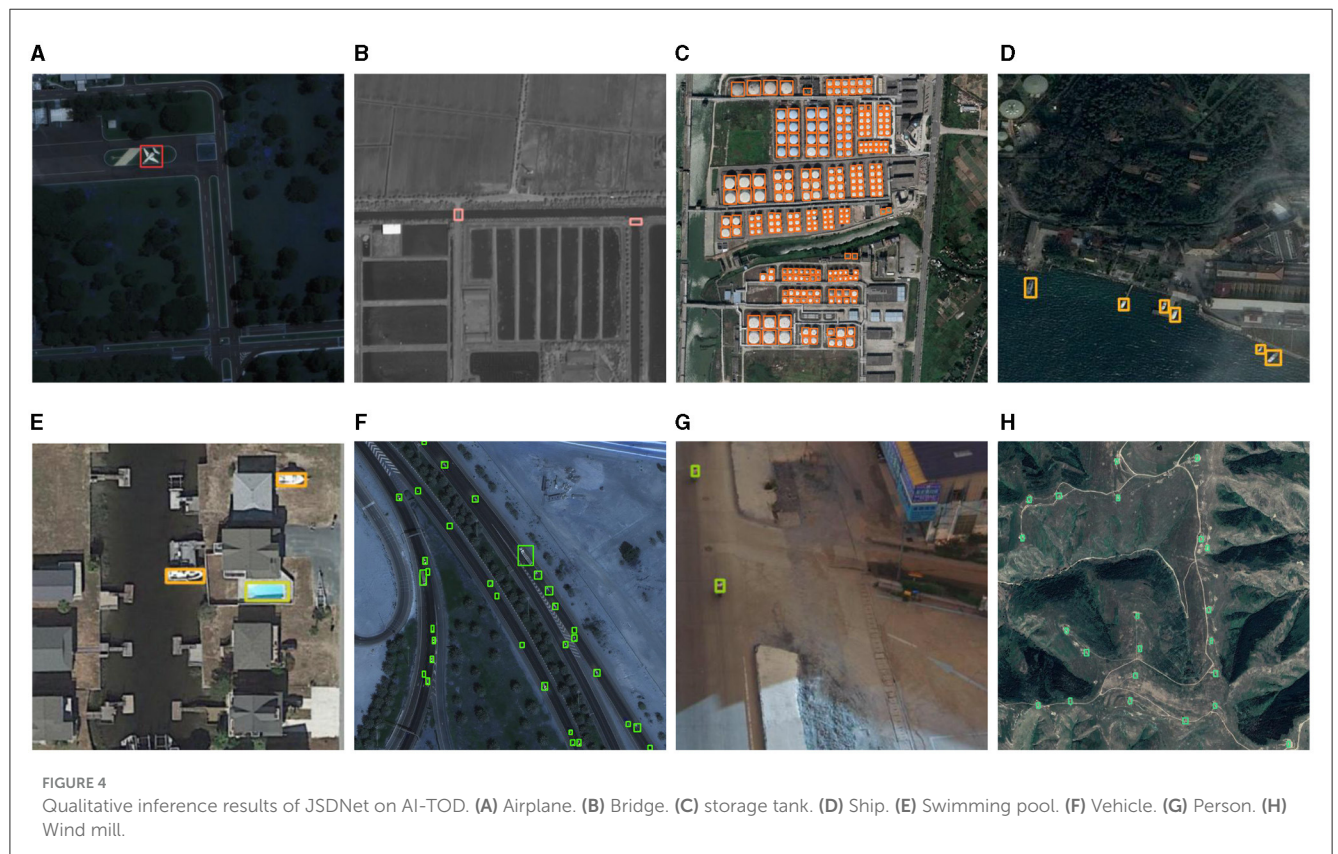 A B C D
E F G H
FIGURE 4
Qualitative inference results of JSDNet on AI-TOD. (A) Airplane. (B) Bridge. (C) storage tank. (D) Ship. (E) Swimming pool. (F) Vehicle. (G) Person. (H)
Wind mill.